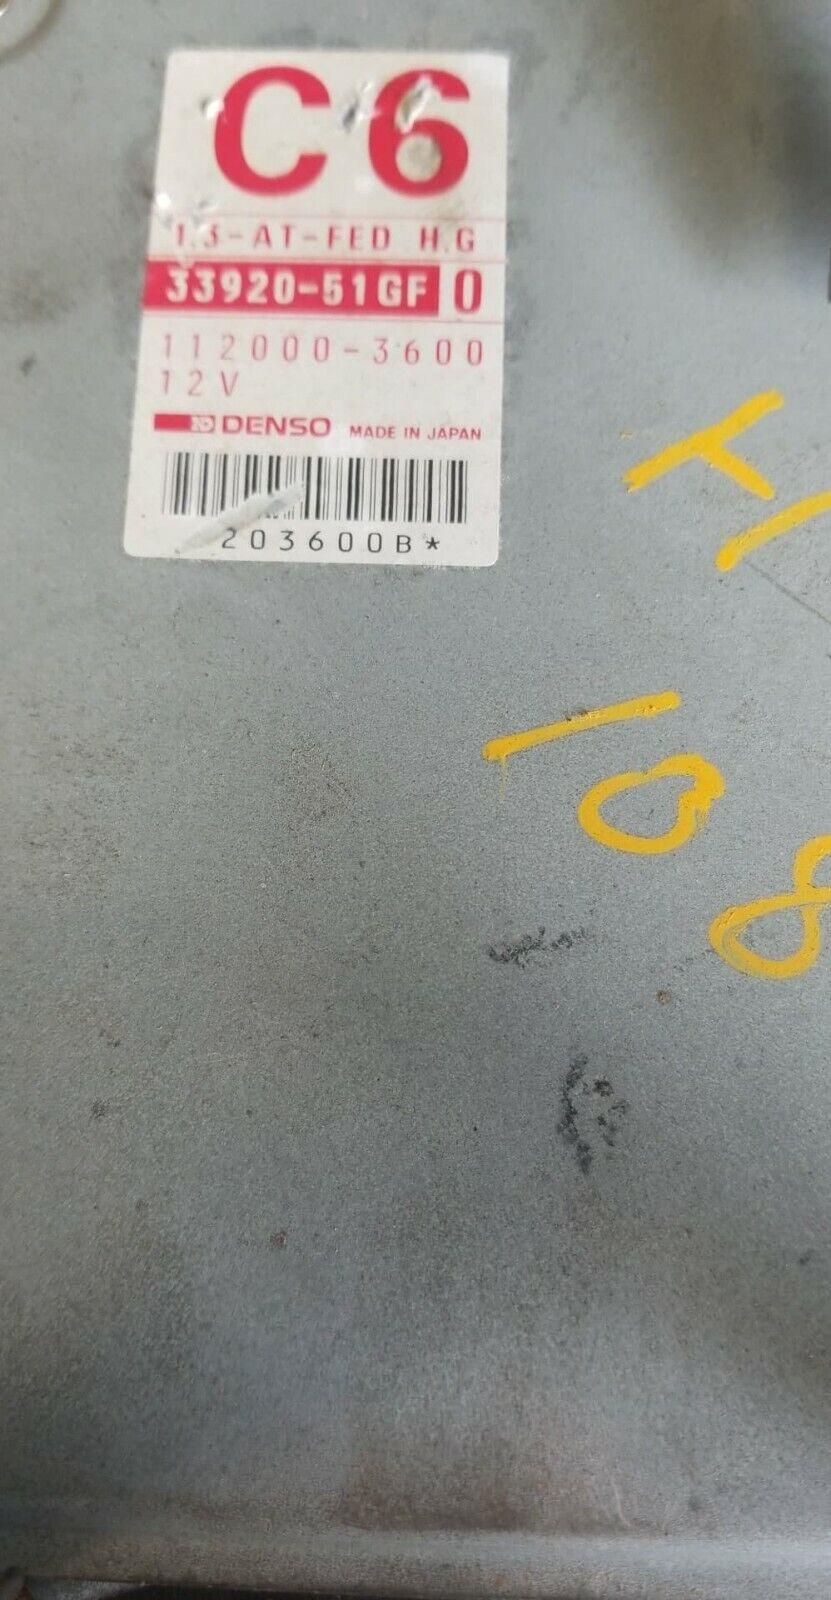 C6
1.3-AT-FED H.G
33920-51GF 0
112000-3600
12V
DENSO MADE IN JAPAN
203600B*
108